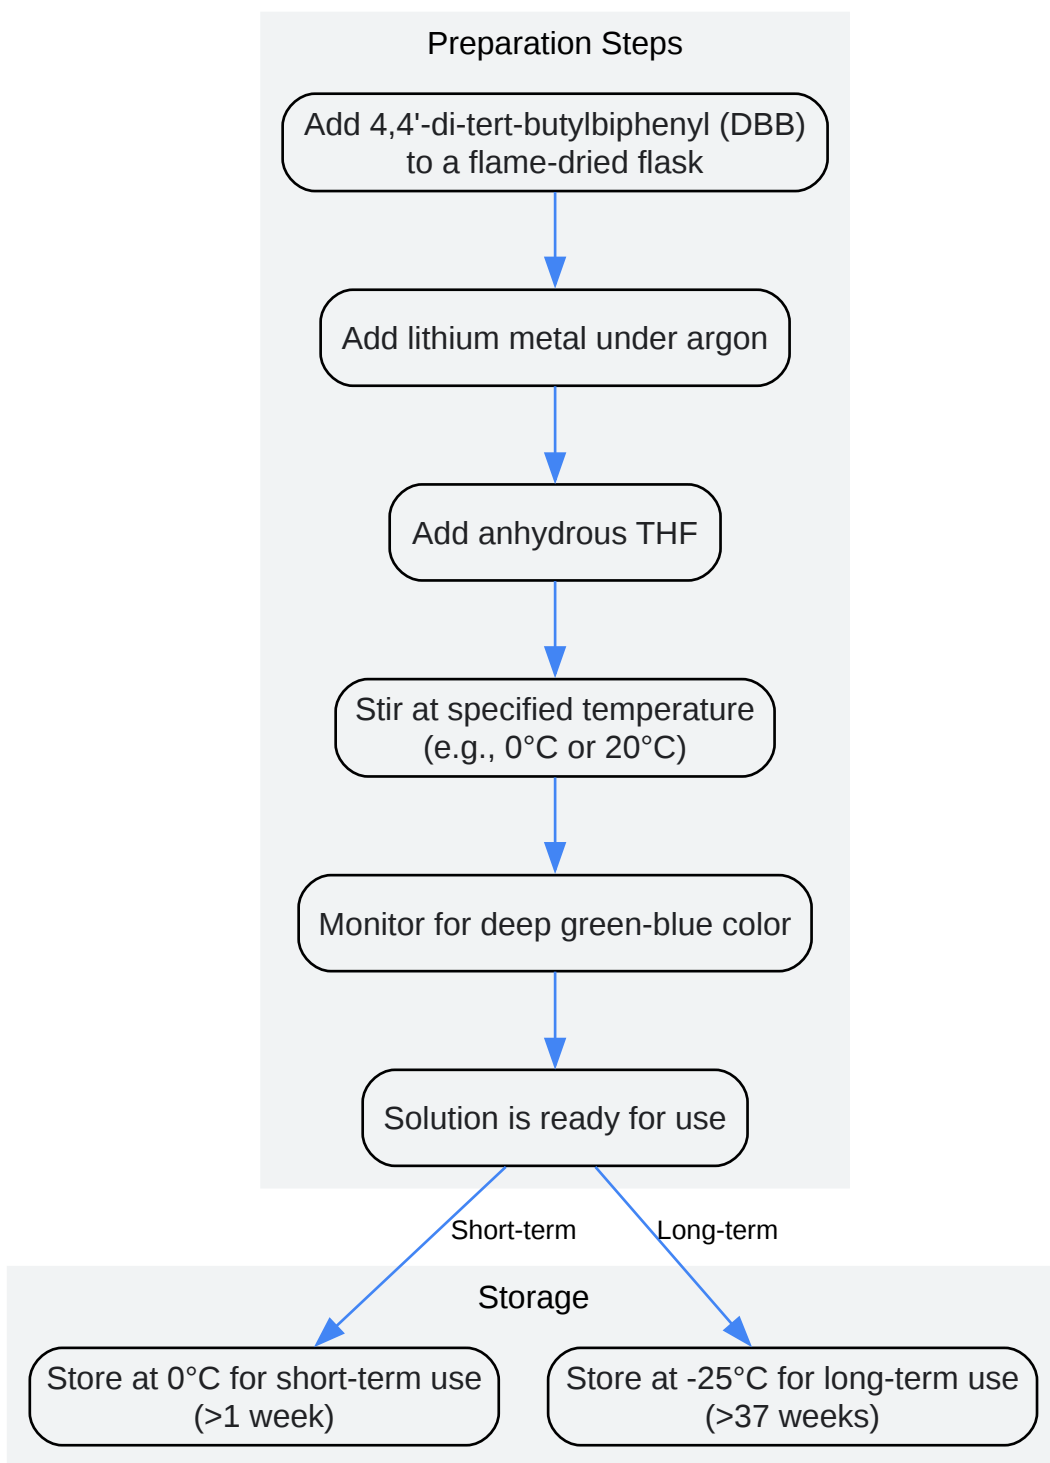 Preparation Steps
Add 4,4'-di-tert-butylbiphenyl (DBB)
to a flame-dried flask
Add lithium metal under argon
Add anhydrous THF
Stir at specified temperature
(e.g., 0°C or 20°C)
Monitor for deep green-blue color
Solution is ready for use
Short-term
Long-term
Storage
Store at 0°C for short-term use
(>1 week)
Store at -25°C for long-term use
(>37 weeks)